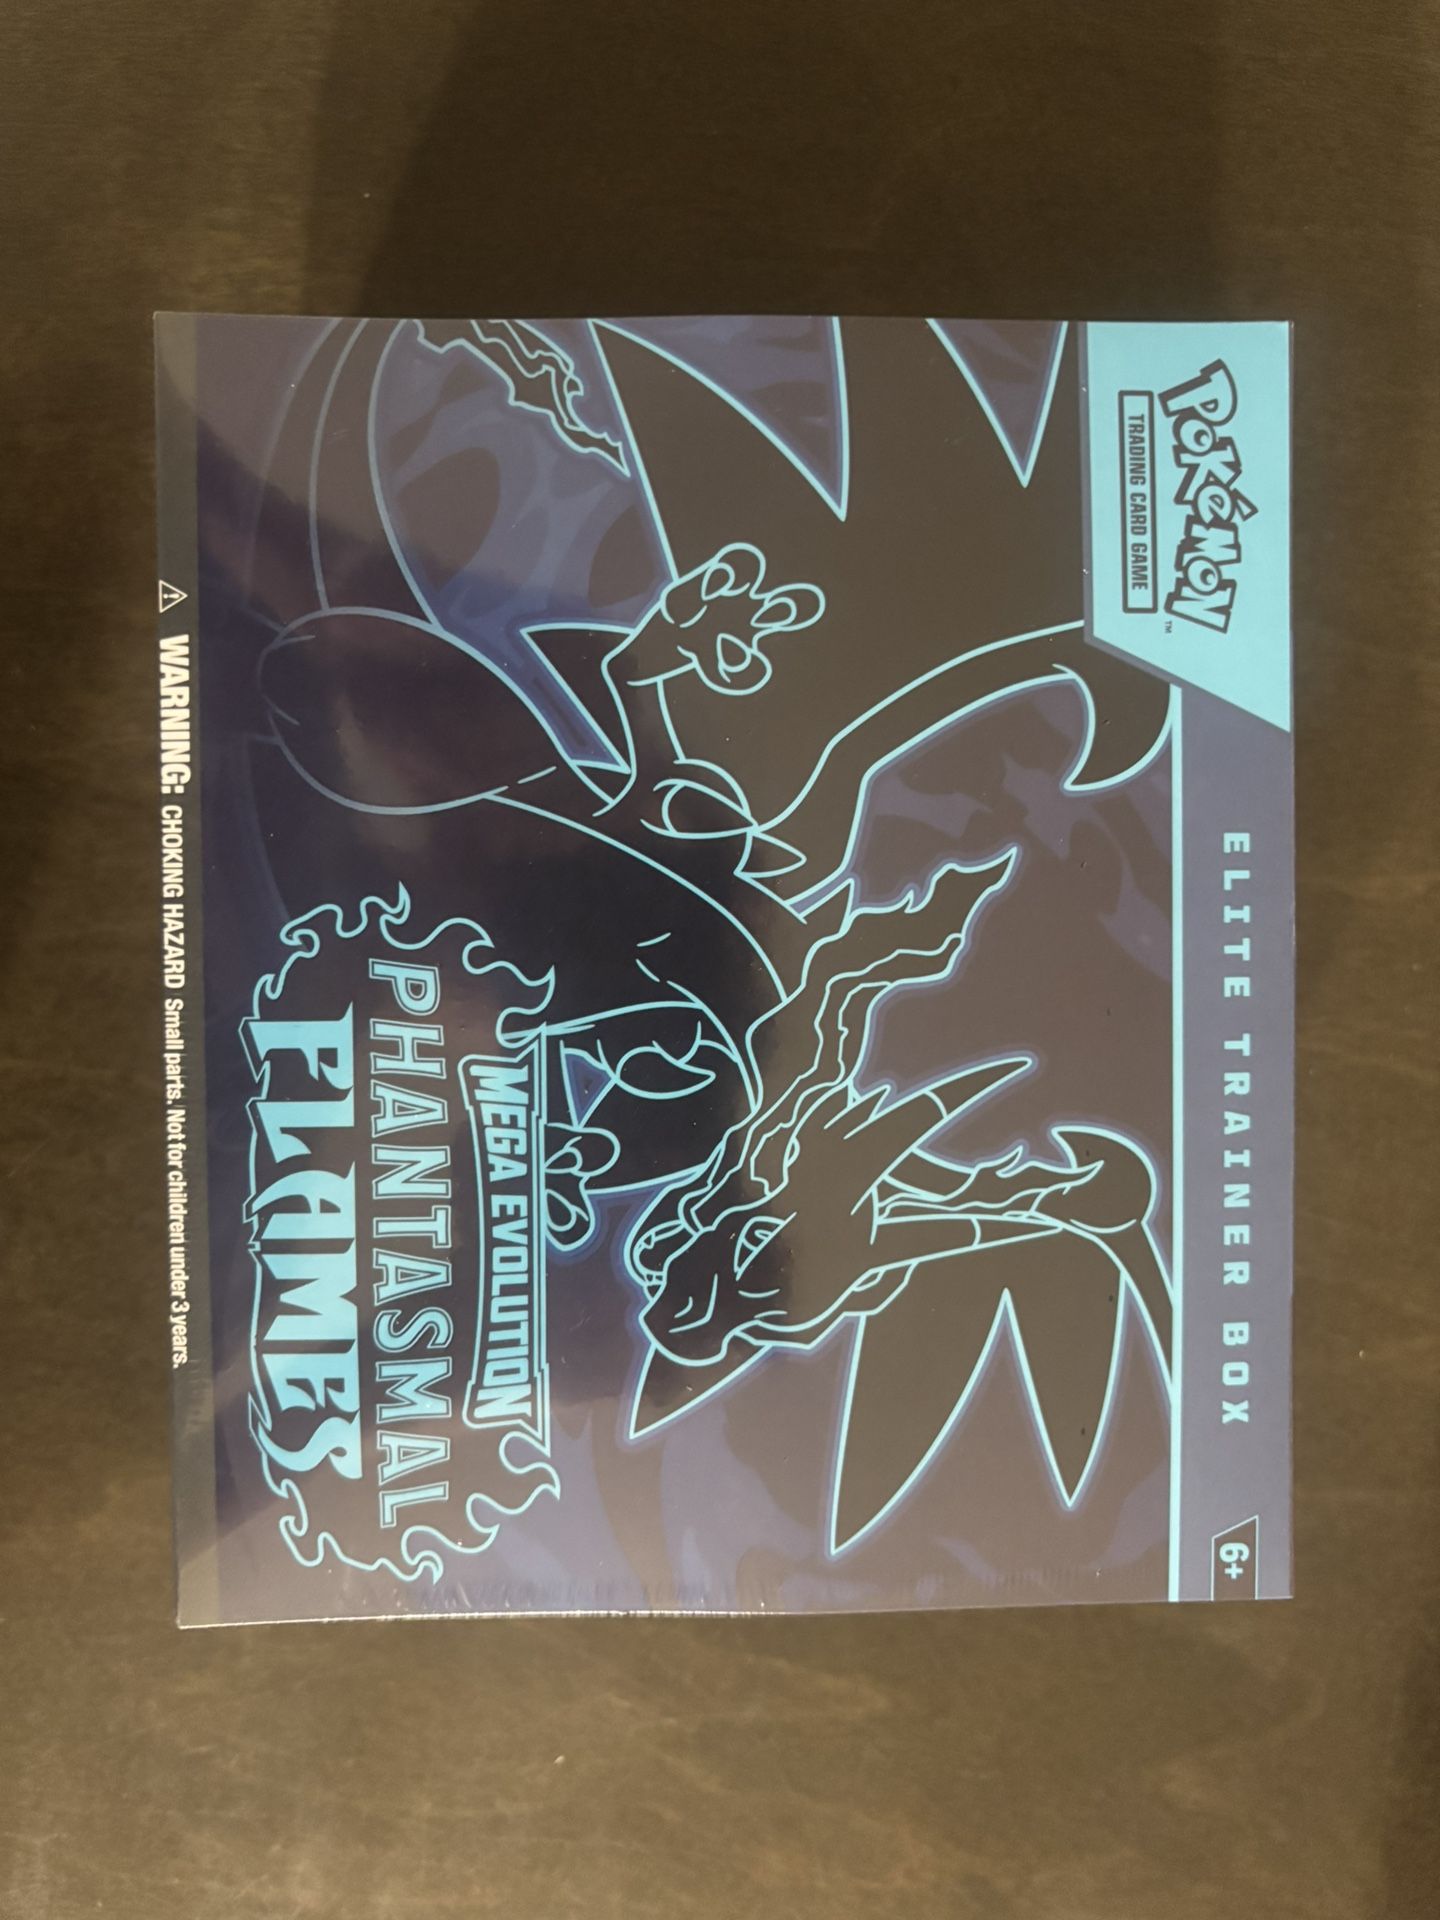 POKÉMON™
TRADING CARD GAME
ELITE TRAINER BOX
6+
MEGA EVOLUTION
PHANTASMAL
FLAMES
WARNING: CHOKING HAZARD Small parts. Not for children under 3 years.